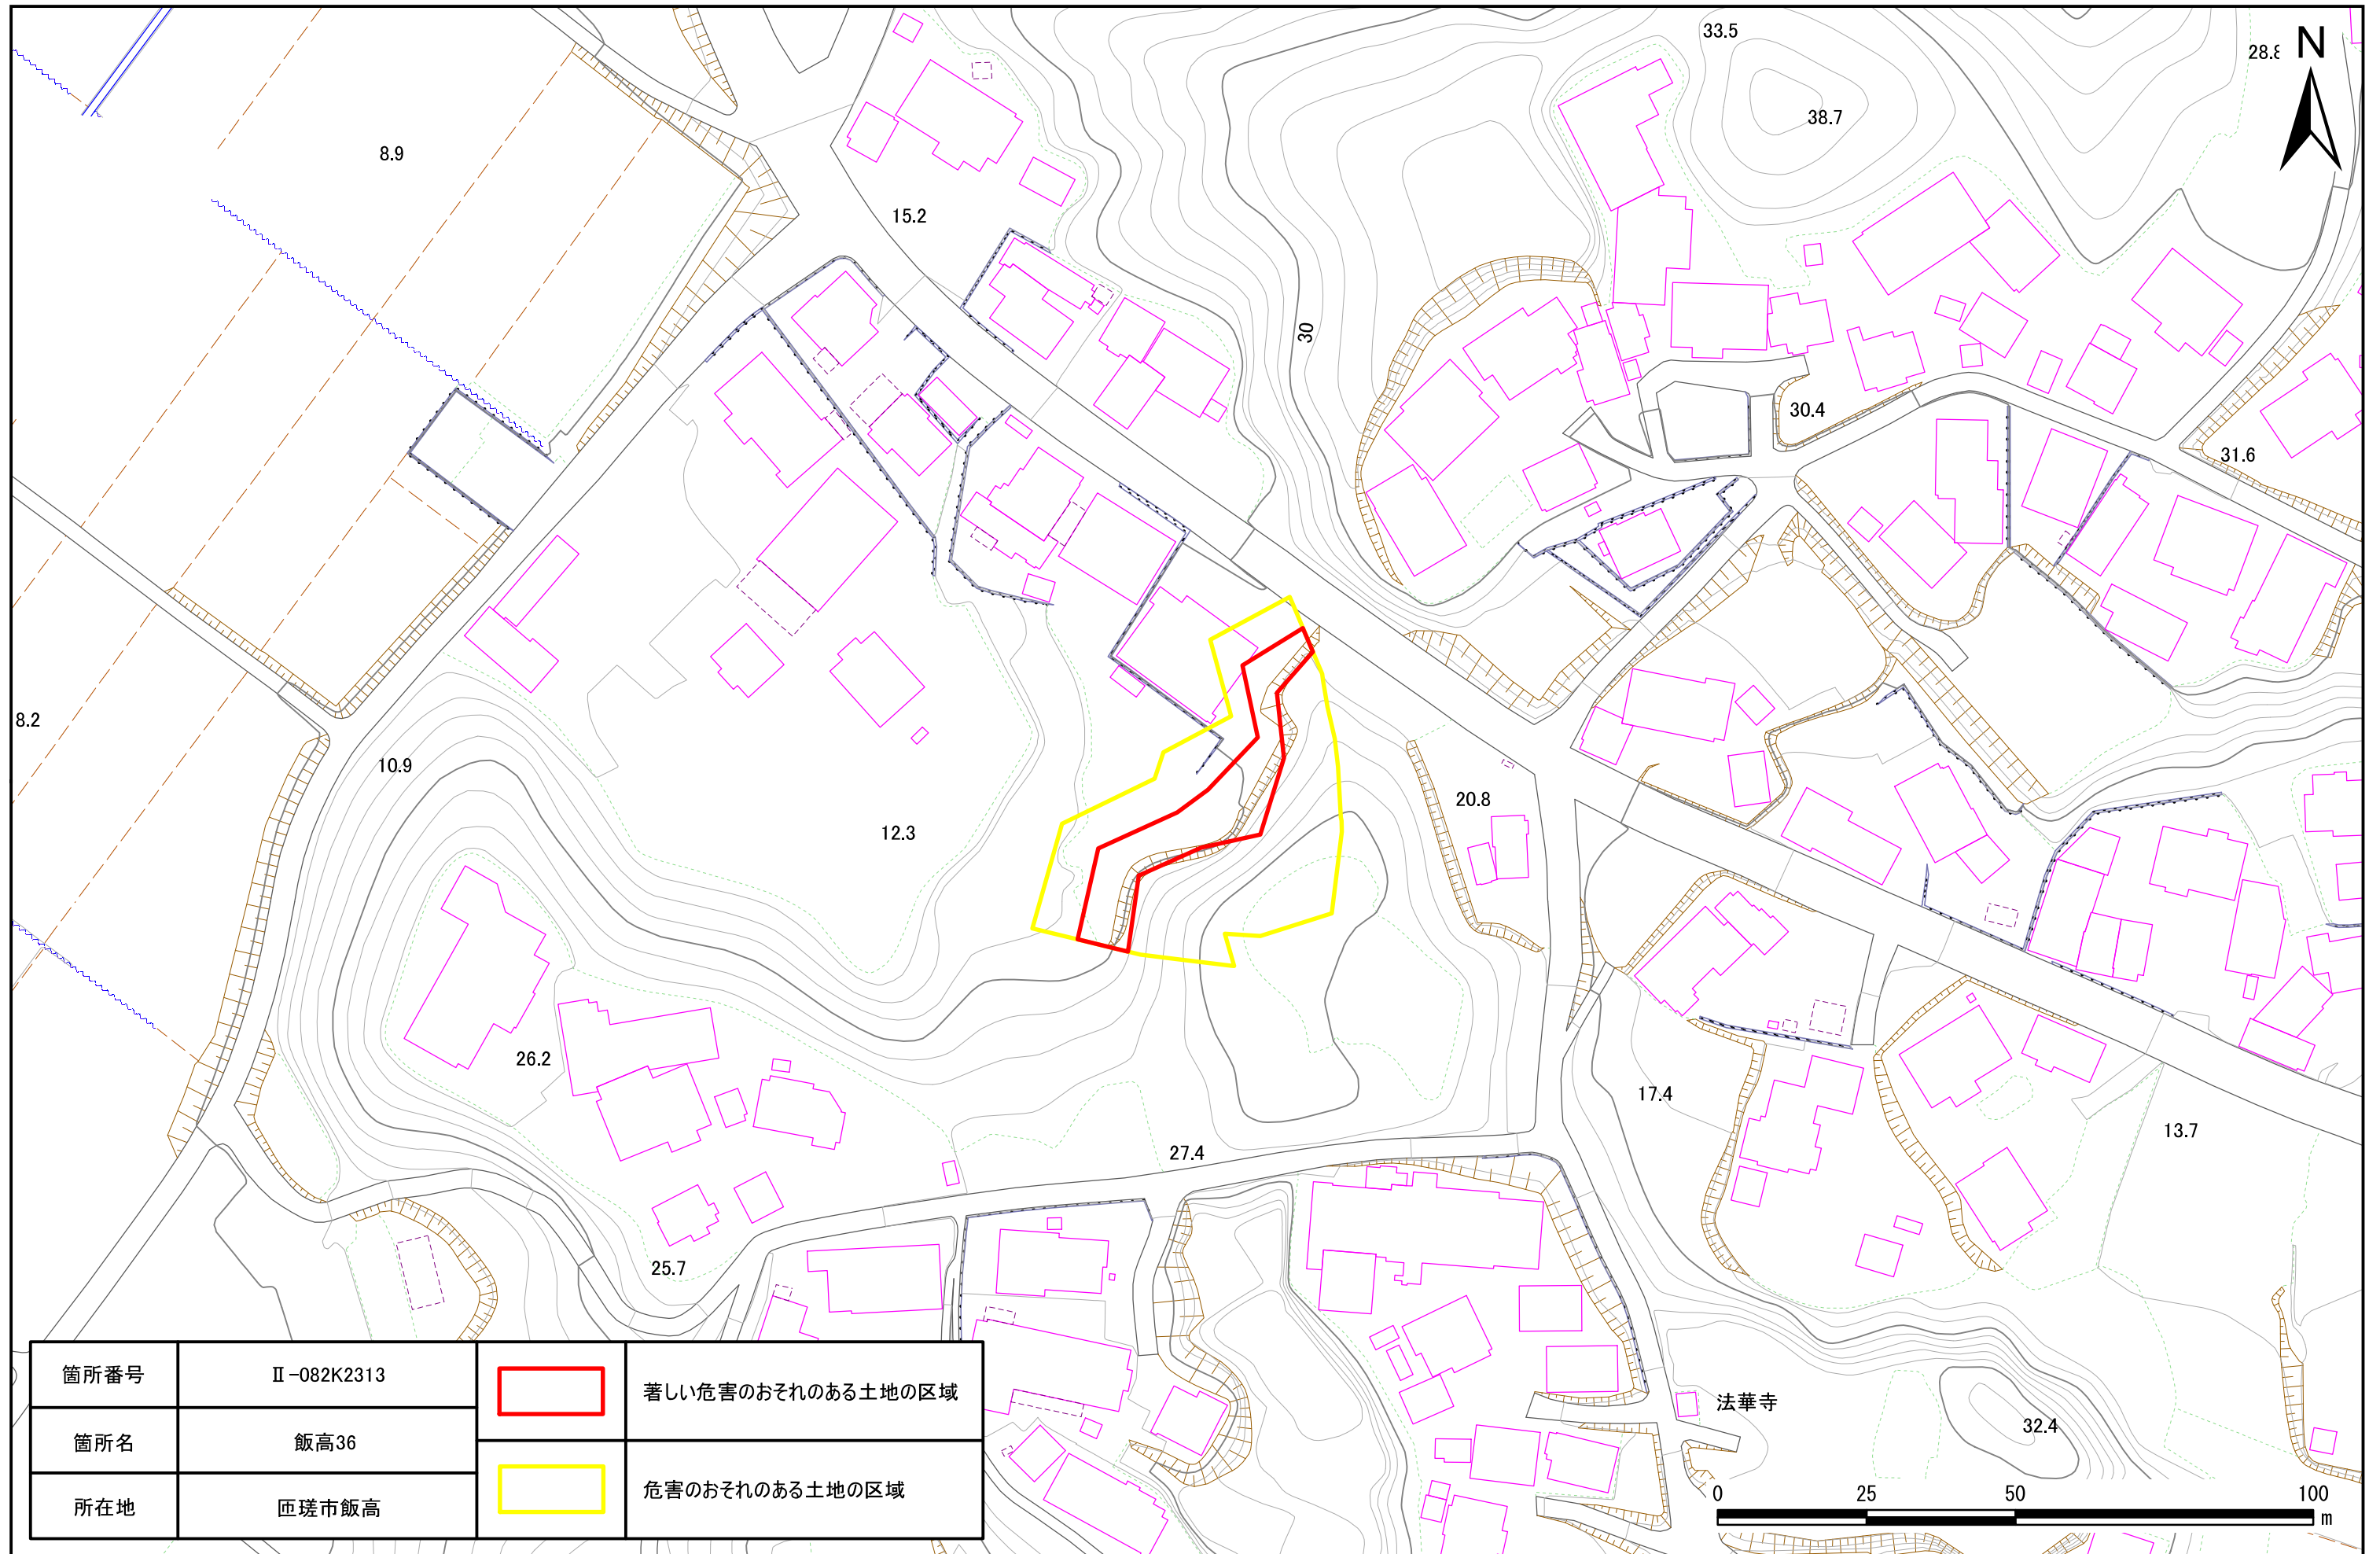 33.5
28.8
N
38.7
8.9
15.2
30
30.4
31.6
8.2
10.9
20.8
12.3
26.2
17.4
13.7
27.4
25.7
法華寺
32.4
箇所番号 Ⅱ-082K2313
箇所名 飯高36
所在地 匝瑳市飯高
著しい危害のおそれのある土地の区域
危害のおそれのある土地の区域
0 25 50 100
m